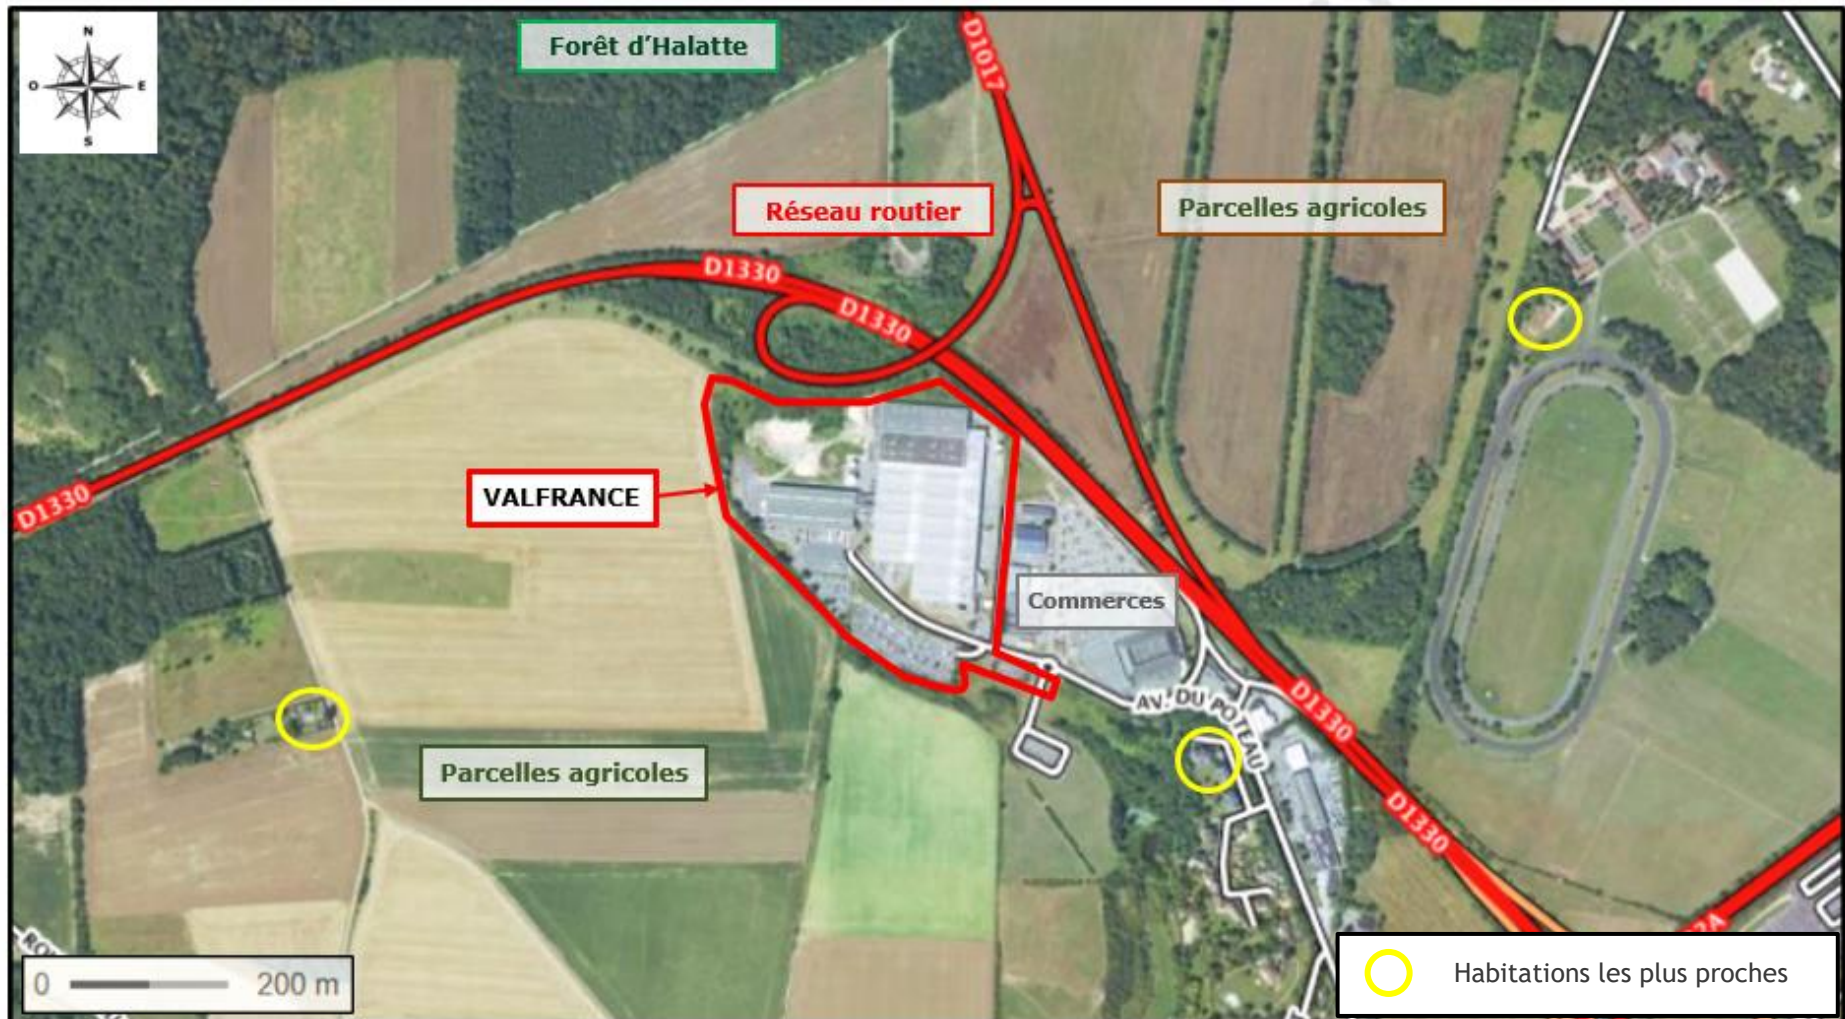 N
O
E
S
Forêt d'Halatte
D1017
Réseau routier
Parcelles agricoles
D1330
D1330
D1330
VALFRANCE
Commerces
AV. DU POTEAU
D1330
Parcelles agricoles
D1330
0 200 m
Habitations les plus proches